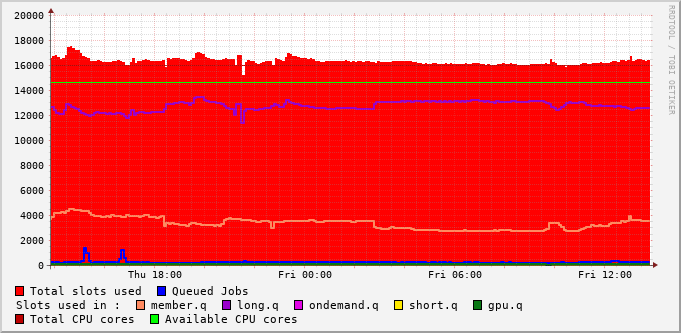 20000
18000
16000
14000
12000
10000
8000
6000
4000
2000
0
Thu 18:00 Fri 00:00 Fri 06:00 Fri 12:00
Total slots used Queued Jobs
Slots used in : member.q long.q ondemand.q short.q gpu.q
Total CPU cores Available CPU cores
RRDTOOL / TOBI OETIKER